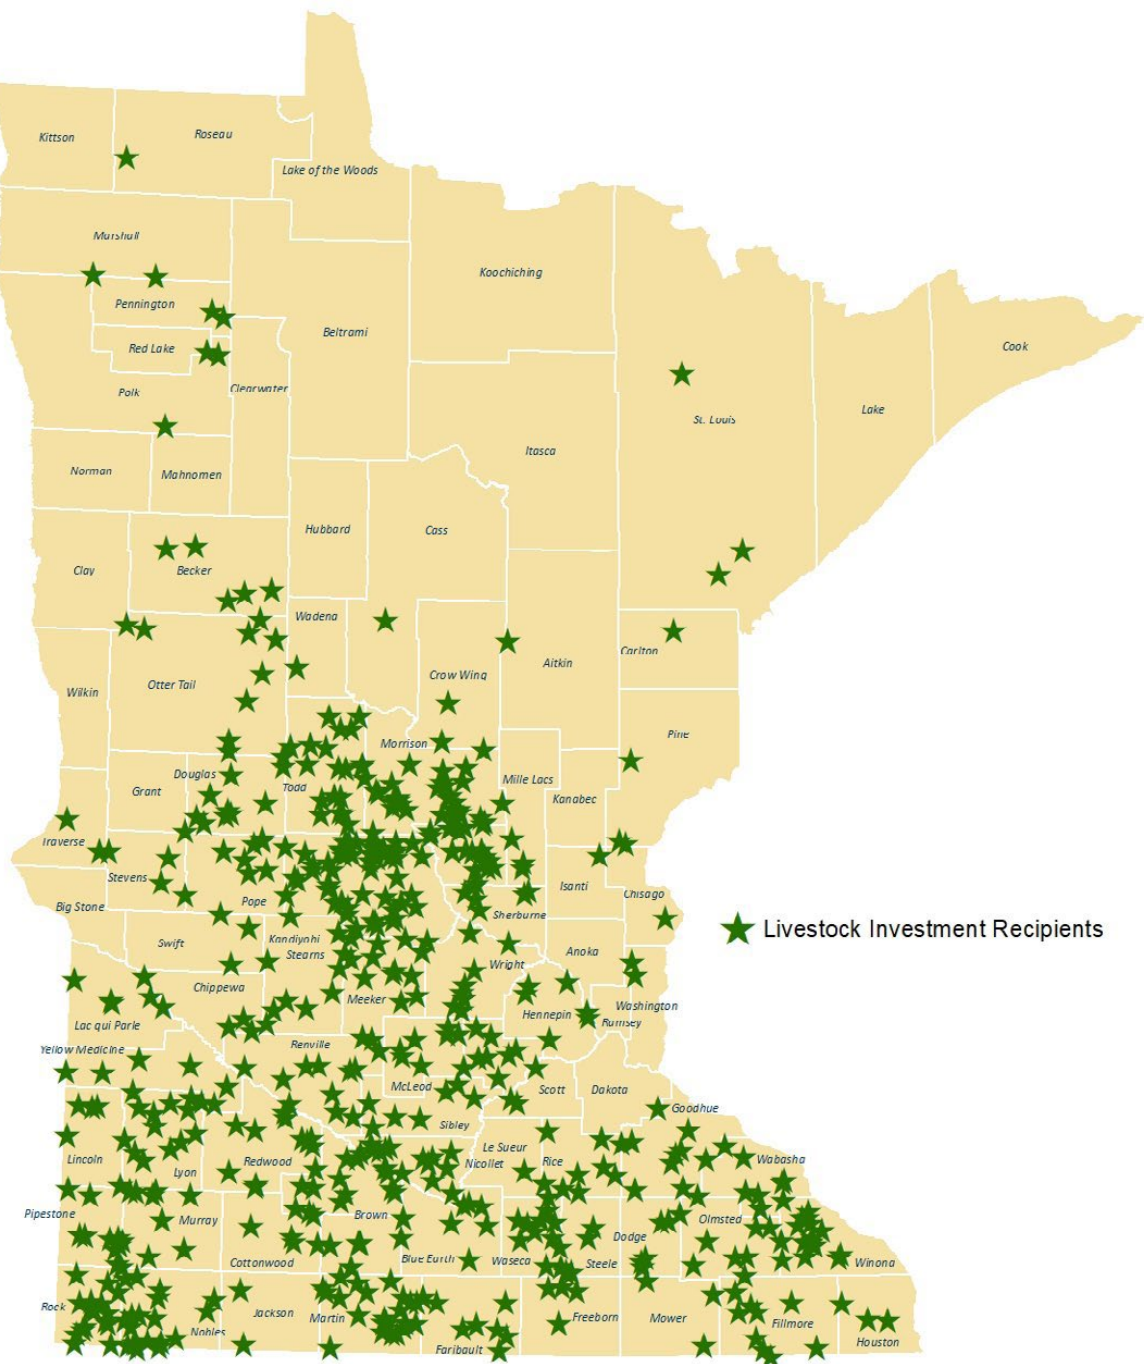 Kittson
Roseau
Lake of the Woods
Marshall
Koochiching
Pennington
Beltrami
Red Lake
Cook
Polk
Clearwater
Lake
St. Louis
Itasca
Norman
Mahnomen
Hubbard
Cass
Clay
Becker
Wadena
Carlton
Aitkin
Crow Wing
Wilkin
Otter Tail
Pine
Morrison
Douglas
Mille Lacs
Todd
Grant
Kanabec
Traverse
Stevens
Isanti
Chisago
Pope
Big Stone
Sherburne
Livestock Investment Recipients
Kandiyohi
Swift
Anoka
Stearns
Wright
Chippewa
Meeker
Washington
Hennepin
Lac qui Parle
Ramsey
Renville
Yellow Medicine
McLeod
Scott
Dakota
Goodhue
Sibley
Le Sueur
Lincoln
Redwood
Nicollet
Rice
Wabasha
Lyon
Pipestone
Murray
Brown
Olmsted
Dodge
Cottonwood
Blue Earth
Waseca
Steele
Winona
Rock
Jackson
Martin
Freeborn
Mower
Fillmore
Nobles
Houston
Faribault